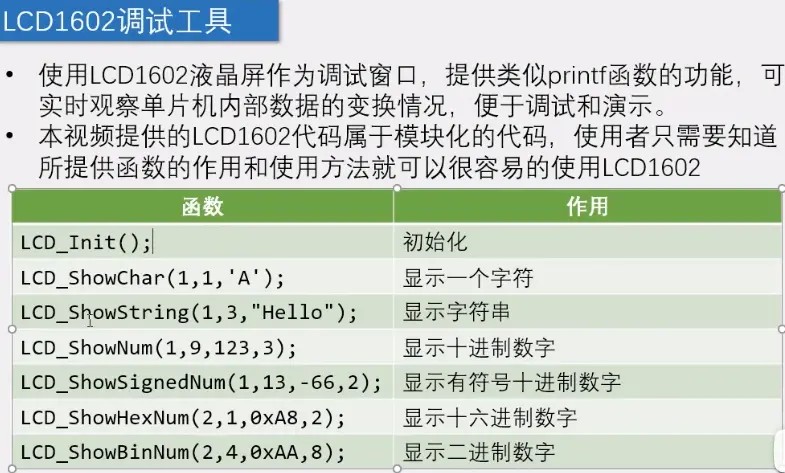 LCD1602调试工具
• 使用LCD1602液晶屏作为调试窗口，提供类似printf函数的功能，可
实时观察单片机内部数据的变换情况，便于调试和演示。
• 本视频提供的LCD1602代码属于模块化的代码，使用者只需要知道
所提供函数的作用和使用方法就可以很容易的使用LCD1602
函数 作用
LCD_Init(); 初始化
LCD_ShowChar(1,1,'A'); 显示一个字符
LCD_ShowString(1,3,"Hello"); 显示字符串
LCD_ShowNum(1,9,123,3); 显示十进制数字
LCD_ShowSignedNum(1,13,-66,2); 显示有符号十进制数字
LCD_ShowHexNum(2,1,0xA8,2); 显示十六进制数字
LCD_ShowBinNum(2,4,0xAA,8); 显示二进制数字